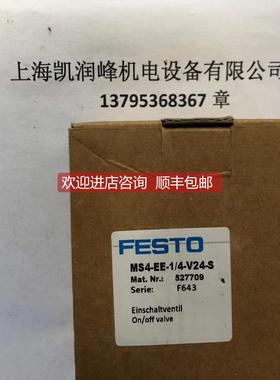 上海凯润峰机电设备有限公司
13795368367 章
欢迎进店咨询 顺丰包邮
FESTO
MS4-EE-1/4-V24-S
Mat. Nr.: 527709
Serie: F643
Einschaltventil
On/off valve